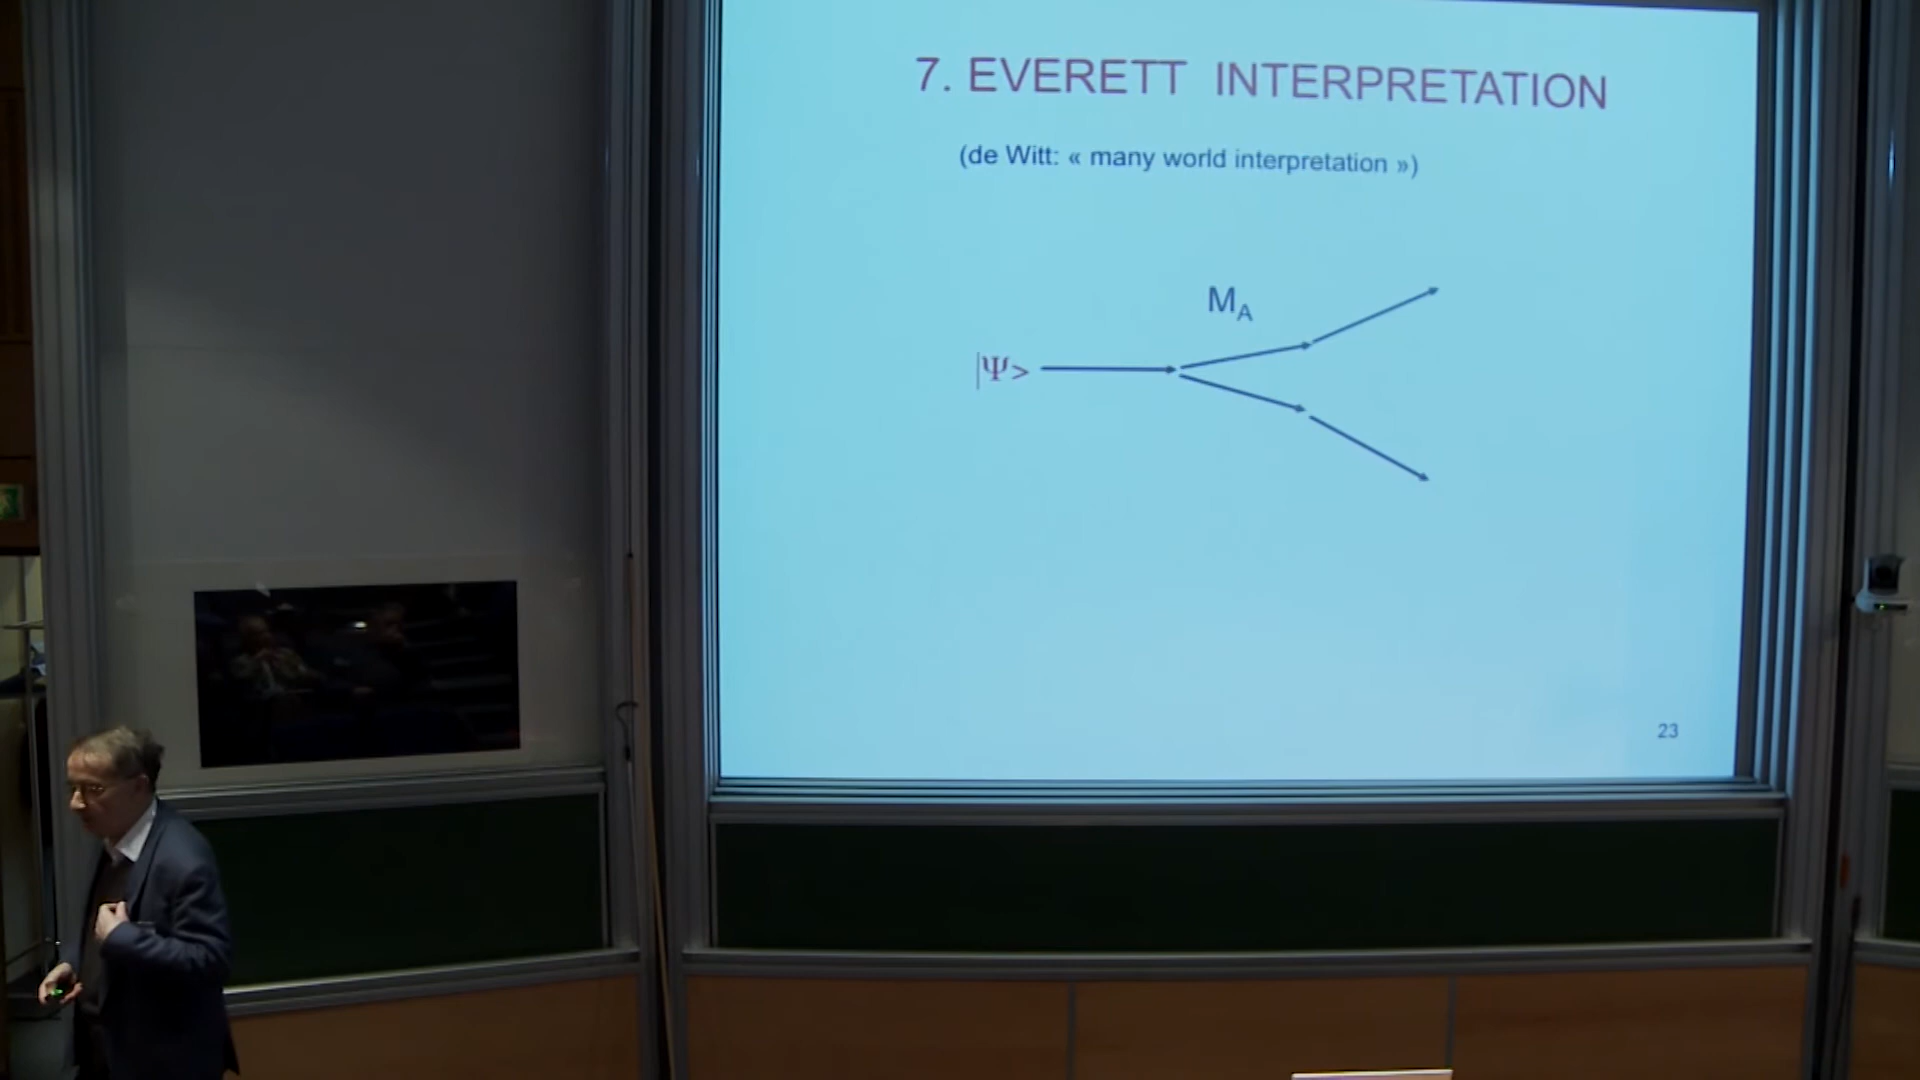 7. EVERETT INTERPRETATION
(de Witt: « many world interpretation »)
M_A
|Ψ>
23